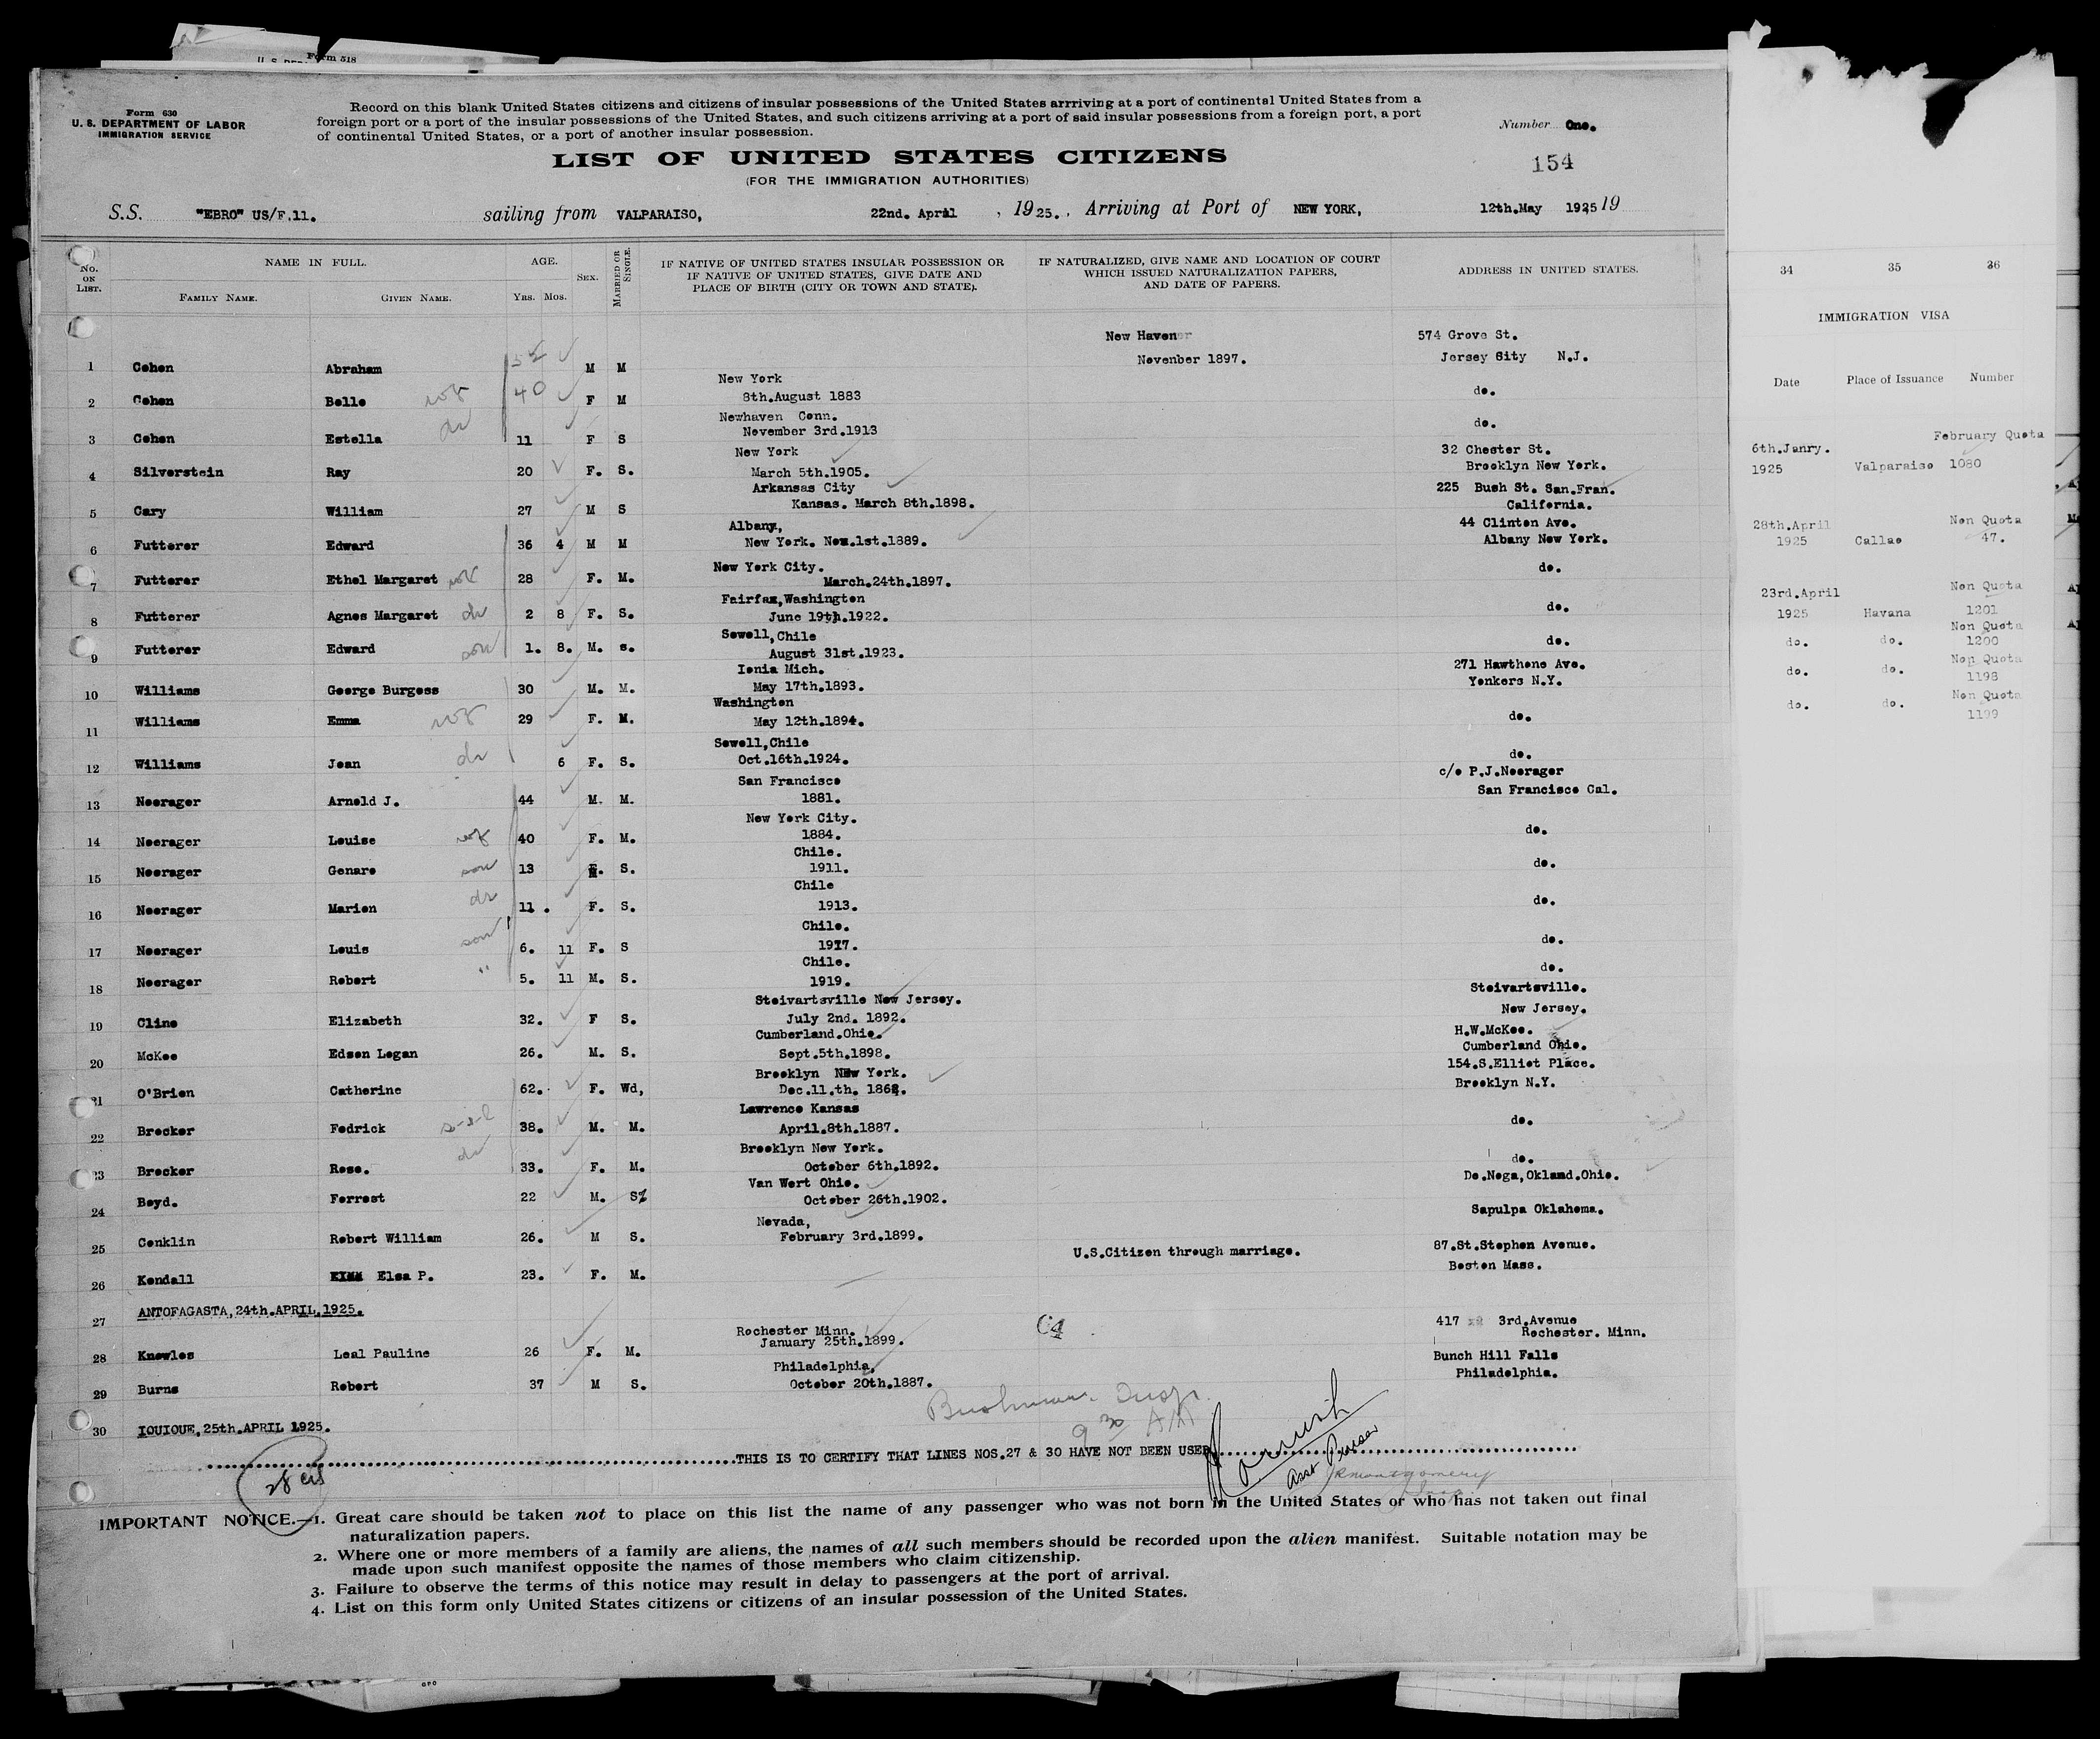 Form 518
Form 630
U. S. DEPARTMENT OF LABOR
IMMIGRATION SERVICE
Record on this blank United States citizens and citizens of insular possessions of the United States arrriving at a port of continental United States from a
foreign port or a port of the insular possessions of the United States, and such citizens arriving at a port of said insular possessions from a foreign port, a port
of continental United States, or a port of another insular possession.
Number One.
154
LIST OF UNITED STATES CITIZENS
(FOR THE IMMIGRATION AUTHORITIES)
S.S. "EBRO" US/F.11. sailing from VALPARAISO, 22nd. April , 1925. , Arriving at Port of NEW YORK, 12th.May 1925 19
No. ON LIST. NAME IN FULL. FAMILY NAME. GIVEN NAME. AGE. YRS. MOS. SEX. MARRIED OR SINGLE. IF NATIVE OF UNITED STATES INSULAR POSSESSION OR IF NATIVE OF UNITED STATES, GIVE DATE AND PLACE OF BIRTH (CITY OR TOWN AND STATE). IF NATURALIZED, GIVE NAME AND LOCATION OF COURT WHICH ISSUED NATURALIZATION PAPERS, AND DATE OF PAPERS. ADDRESS IN UNITED STATES.
1 Cohen Abraham 52 M M New Haven November 1897. 574 Grove St. Jersey City N.J.
2 Cohen Belle wf 40 F M New York 8th.August 1883 do.
3 Cohen Estella dr 11 F S Newhaven Conn. November 3rd.1913 do.
4 Silverstein Ray 20 F. S. New York March 5th.1905. 32 Chester St. Brooklyn New York.
5 Cary William 27 M S Arkansas City Kansas. March 8th.1898. 225 Bush St. San.Fran. California.
6 Futterer Edward 36 4 M M Albany, New York. Nov.1st.1889. 44 Clinton Ave. Albany New York.
7 Futterer Ethel Margaret wf 28 F. M. New York City. March.24th.1897. do.
8 Futterer Agnes Margaret dr 2 8 F. S. Fairfax,Washington June 19th.1922. do.
9 Futterer Edward son 1. 8. M. s. Sewell,Chile August 31st.1923. do.
10 Williams George Burgess 30 M. M. Ionia Mich. May 17th.1893. 271 Hawthene Ave. Yonkers N.Y.
11 Williams Emma wf 29 F. M. Washington May 12th.1894. do.
12 Williams Jean dr 6 F. S. Sewell,Chile Oct.16th.1924. do.
13 Neerager Arnold J. 44 M. M. San Francisco 1881. c/o P.J.Neerager San Francisco Cal.
14 Neerager Louise wf 40 F. M. New York City. 1884. do.
15 Neerager Genaro son 13 S. Chile. 1911. do.
16 Neerager Marion dr 11. F. S. Chile 1913. do.
17 Neerager Louis son 6. 11 F. S Chile. 1917. do.
18 Neerager Robert " 5. 11 M. S. Chile. 1919. do.
19 Cline Elizabeth 32. F S. Steivartsville New Jersey. July 2nd. 1892. Steivartsville. New Jersey.
20 McKee Edson Logan 26. M. S. Cumberland.Ohio. Sept.5th.1898. H.W.McKee. Cumberland Ohio.
21 O'Brien Catherine 62. F. Wd, Brooklyn New York. Dec.11.th. 1862. 154.S.Elliot Place. Brooklyn N.Y.
22 Brecker Fedrick s-s-l 38. M. M. Lawrence Kansas April.8th.1887. do.
23 Brecker Rose. dr 33. F. M. Brooklyn New York. October 6th.1892. do.
24 Boyd. Forrest 22 M. S Van Wert Ohio. October 26th.1902. De.Nega,Okland.Ohio.
25 Conklin Robert William 26. M S. Nevada, February 3rd.1899. Sapulpa Oklahoma.
26 Kendall Elsa P. 23. F. M. U.S.Citizen through marriage. 87.St.Stephen Avenue. Boston Mass.
27 ANTOFAGASTA,24th.APRIL.1925.
28 Knowles Leal Pauline 26 F. M. Rochester Minn. January 25th.1899. C4 417 3rd.Avenue Rochester. Minn.
29 Burns Robert 37 M S. Philadelphia, October 20th.1887. Bunch Hill Falls Philadelphia.
30 IQUIQUE,25th.APRIL 1925.
Bushman. Insp.
9 30 AM
THIS IS TO CERTIFY THAT LINES NOS.27 & 30 HAVE NOT BEEN USED
Asst Purser
RMontgomery
Insp.
28 cit
IMPORTANT NOTICE.—1. Great care should be taken not to place on this list the name of any passenger who was not born in the United States or who has not taken out final
naturalization papers.
2. Where one or more members of a family are aliens, the names of all such members should be recorded upon the alien manifest. Suitable notation may be
made upon such manifest opposite the names of those members who claim citizenship.
3. Failure to observe the terms of this notice may result in delay to passengers at the port of arrival.
4. List on this form only United States citizens or citizens of an insular possession of the United States.
34 35 36
IMMIGRATION VISA
Date Place of Issuance Number
February Quota
6th.Janry.
1925 Valparaiso 1080
28th.April Non Quota
1925 Callao 47.
23rd.April Non Quota
1925 Havana 1201
Non Quota
do. do. 1200
Non Quota
do. do. 1198
Non Quota
do. do. 1199